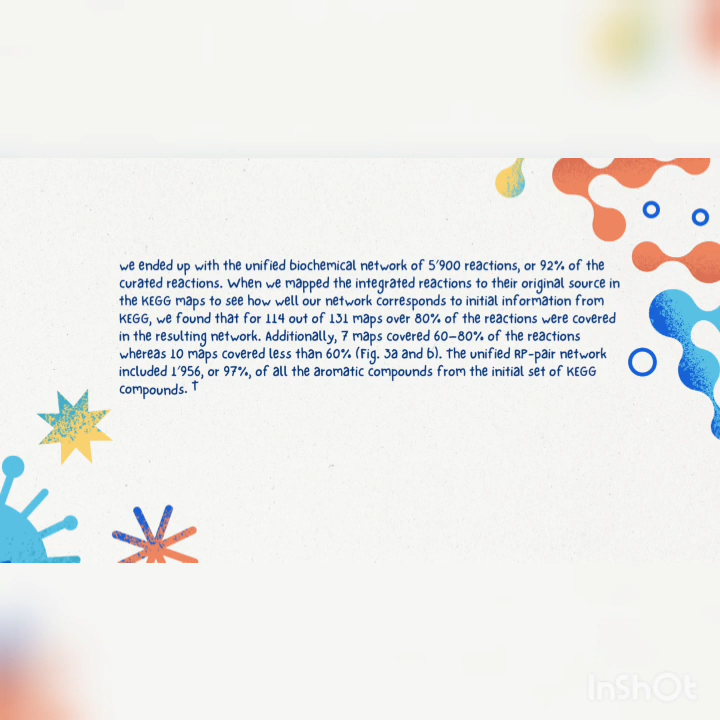 we ended up with the unified biochemical network of 5'900 reactions, or 92% of the
curated reactions. When we mapped the integrated reactions to their original source in
the KEGG maps to see how well our network corresponds to initial information from
KEGG, we found that for 114 out of 131 maps over 80% of the reactions were covered
in the resulting network. Additionally, 7 maps covered 60–80% of the reactions
whereas 10 maps covered less than 60% (Fig. 3a and b). The unified RP-pair network
included 1'956, or 97%, of all the aromatic compounds from the initial set of KEGG
compounds. †
InShOt